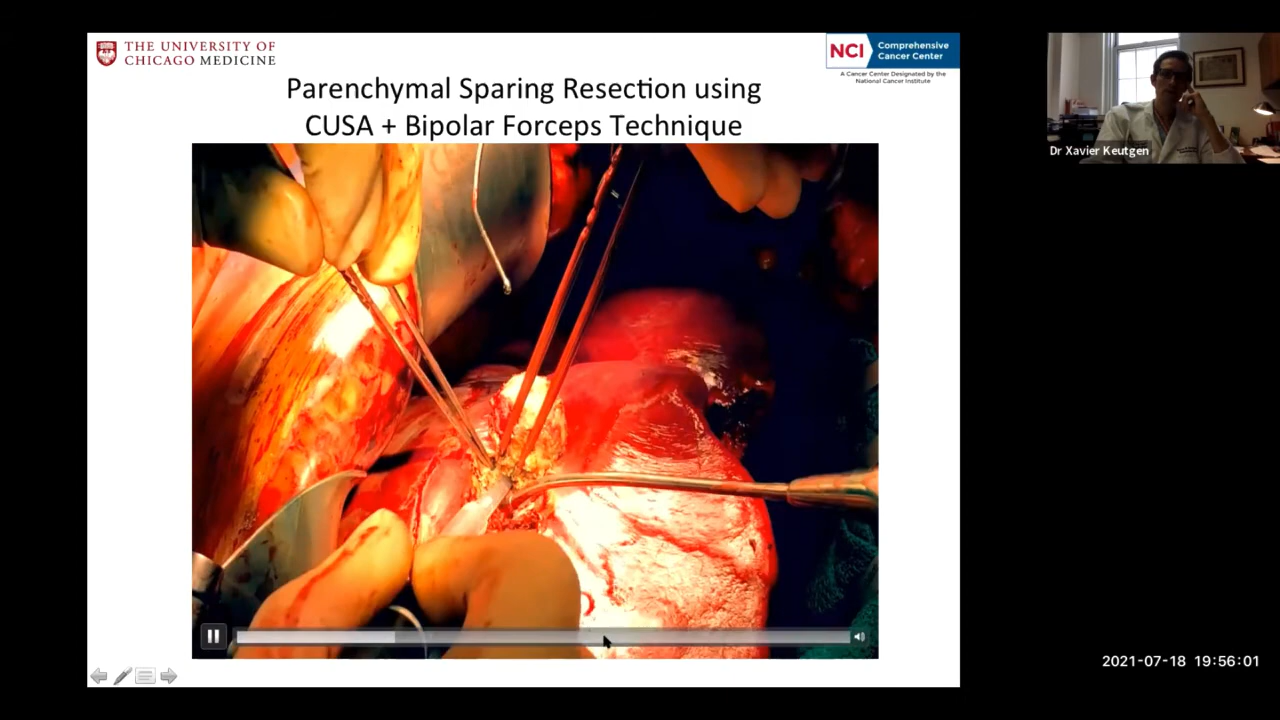 THE UNIVERSITY OF
CHICAGO MEDICINE
NCI
Comprehensive
Cancer Center
A Cancer Center Designated by the
National Cancer Institute
Parenchymal Sparing Resection using
CUSA + Bipolar Forceps Technique
Dr Xavier Keutgen
2021-07-18 19:56:01